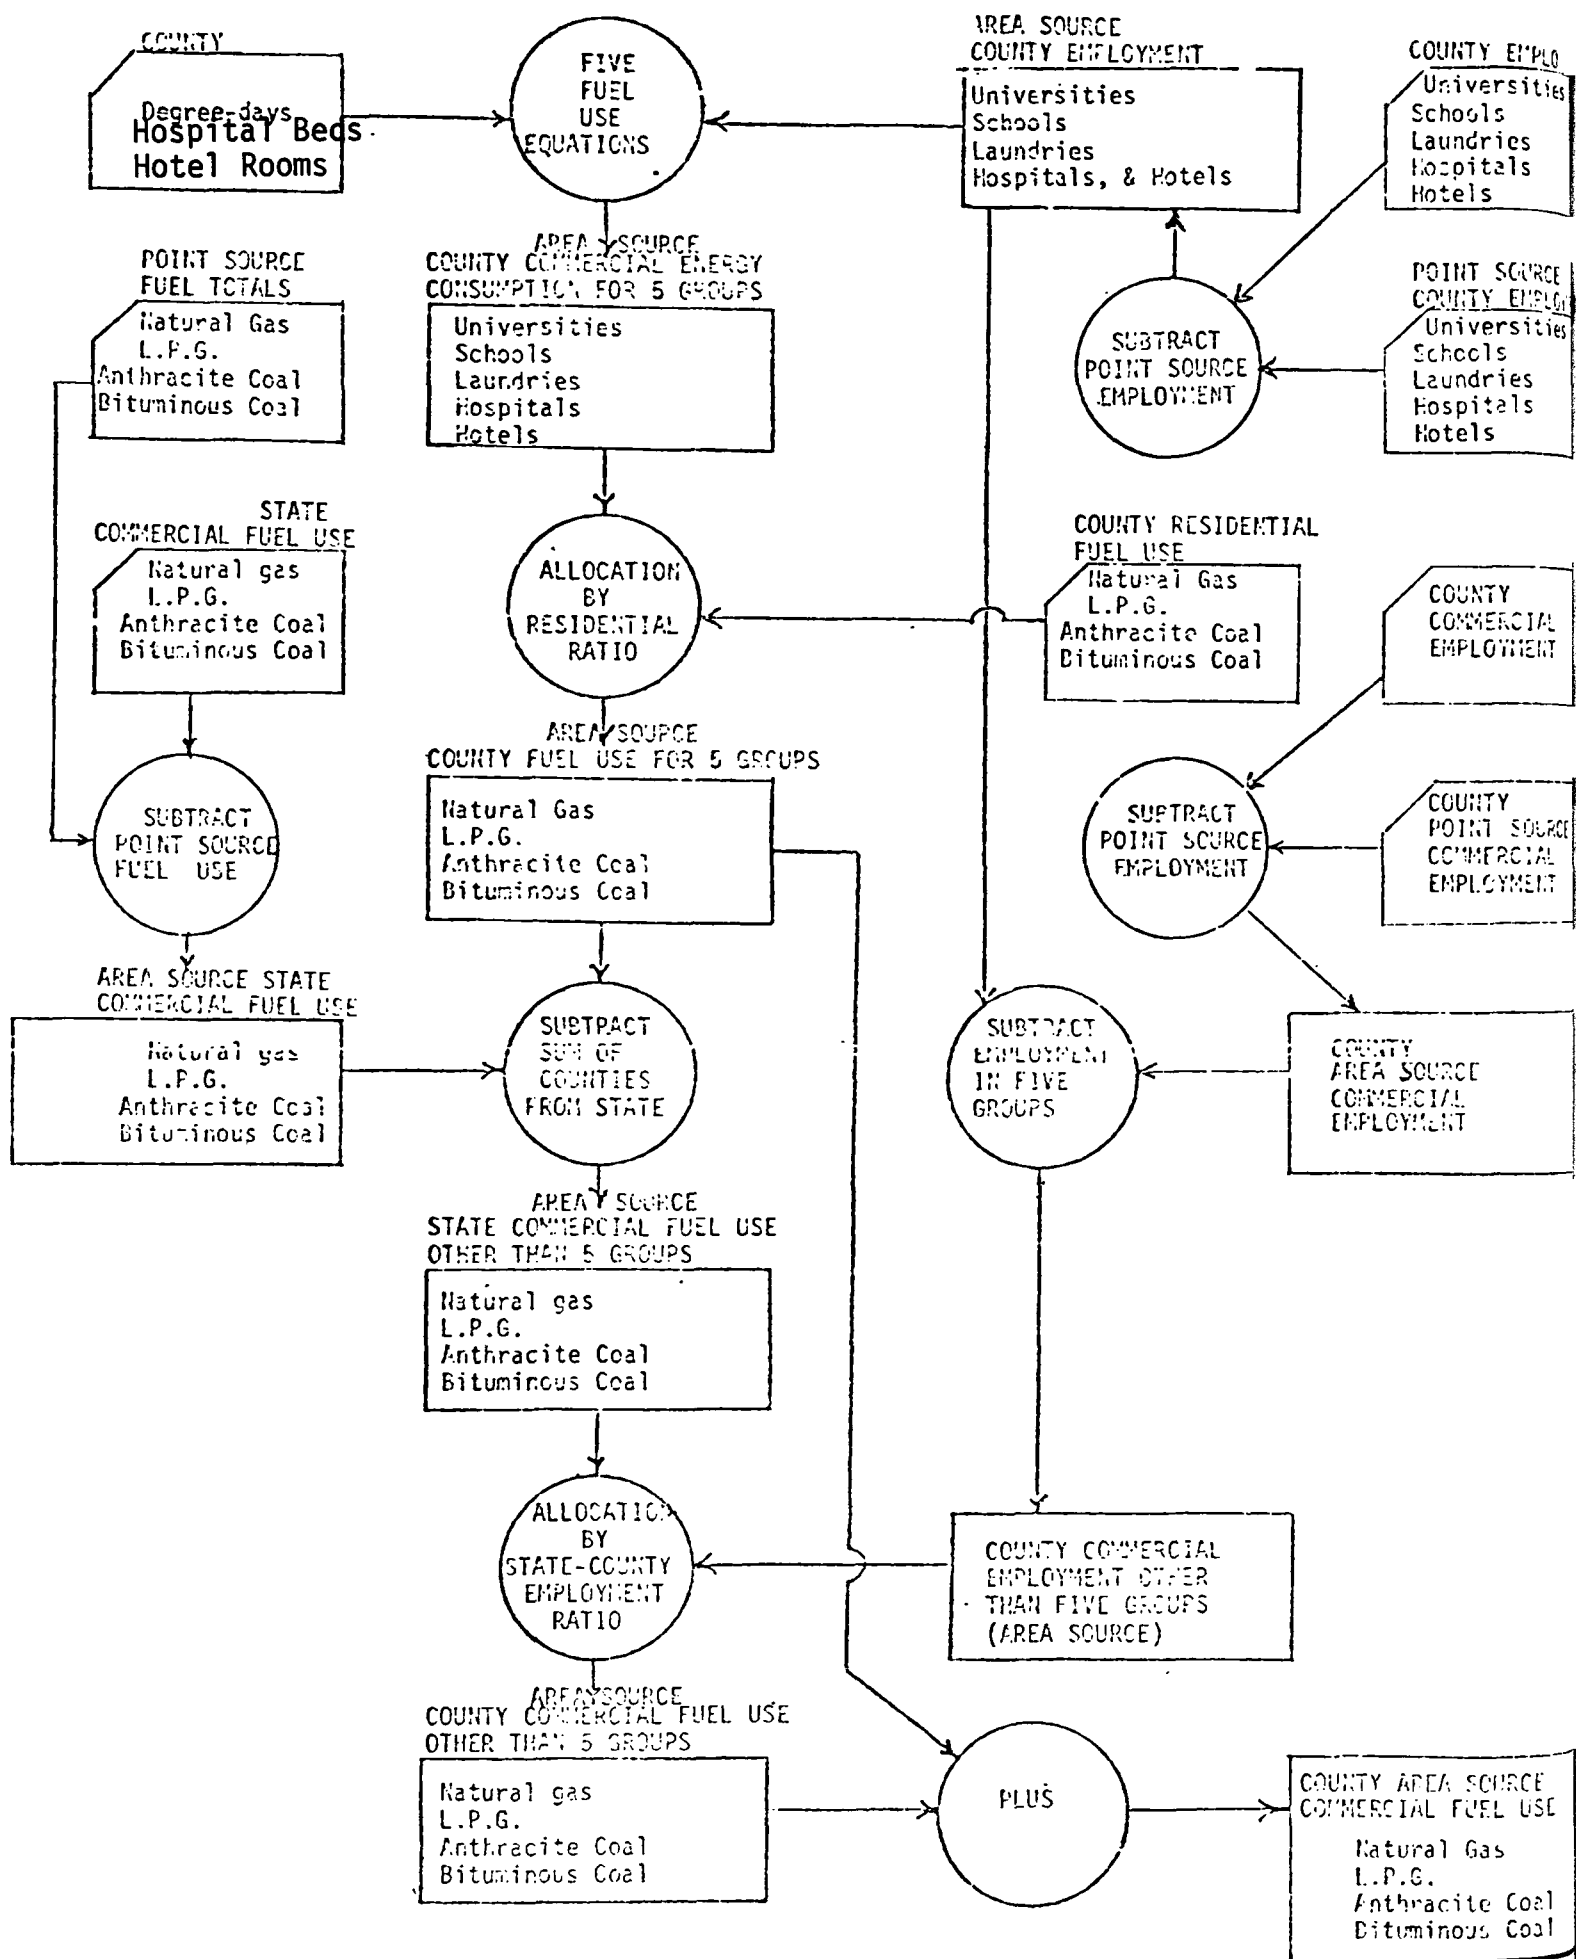 COUNTY
Degree-days
Hospital Beds
Hotel Rooms
FIVE
FUEL
USE
EQUATIONS
AREA SOURCE
COUNTY EMPLOYMENT
Universities
Schools
Laundries
Hospitals, & Hotels
COUNTY EMPLO
Universities
Schools
Laundries
Hospitals
Hotels
POINT SOURCE
FUEL TOTALS
Natural Gas
L.P.G.
Anthracite Coal
Bituminous Coal
AREA SOURCE
COUNTY COMMERCIAL ENERGY
CONSUMPTION FOR 5 GROUPS
Universities
Schools
Laundries
Hospitals
Hotels
SUBTRACT
POINT SOURCE
EMPLOYMENT
POINT SOURCE
COUNTY EMPLOY
Universities
Schools
Laundries
Hospitals
Hotels
STATE
COMMERCIAL FUEL USE
Natural gas
L.P.G.
Anthracite Coal
Bituminous Coal
ALLOCATION
BY
RESIDENTIAL
RATIO
COUNTY RESIDENTIAL
FUEL USE
Natural Gas
L.P.G.
Anthracite Coal
Bituminous Coal
COUNTY
COMMERCIAL
EMPLOYMENT
SUBTRACT
POINT SOURCE
FUEL USE
AREA SOURCE
COUNTY FUEL USE FOR 5 GROUPS
Natural Gas
L.P.G.
Anthracite Coal
Bituminous Coal
SUBTRACT
POINT SOURCE
EMPLOYMENT
COUNTY
POINT SOURCE
COMMERCIAL
EMPLOYMENT
AREA SOURCE STATE
COMMERCIAL FUEL USE
Natural gas
L.P.G.
Anthracite Coal
Bituminous Coal
SUBTRACT
SUM OF
COUNTIES
FROM STATE
SUBTRACT
EMPLOYMENT
IN FIVE
GROUPS
COUNTY
AREA SOURCE
COMMERCIAL
EMPLOYMENT
AREA SOURCE
STATE COMMERCIAL FUEL USE
OTHER THAN 5 GROUPS
Natural gas
L.P.G.
Anthracite Coal
Bituminous Coal
ALLOCATION
BY
STATE-COUNTY
EMPLOYMENT
RATIO
COUNTY COMMERCIAL
EMPLOYMENT OTHER
THAN FIVE GROUPS
(AREA SOURCE)
AREA SOURCE
COUNTY COMMERCIAL FUEL USE
OTHER THAN 5 GROUPS
Natural gas
L.P.G.
Anthracite Coal
Bituminous Coal
PLUS
COUNTY AREA SOURCE
COMMERCIAL FUEL USE
Natural Gas
L.P.G.
Anthracite Coal
Bituminous Coal